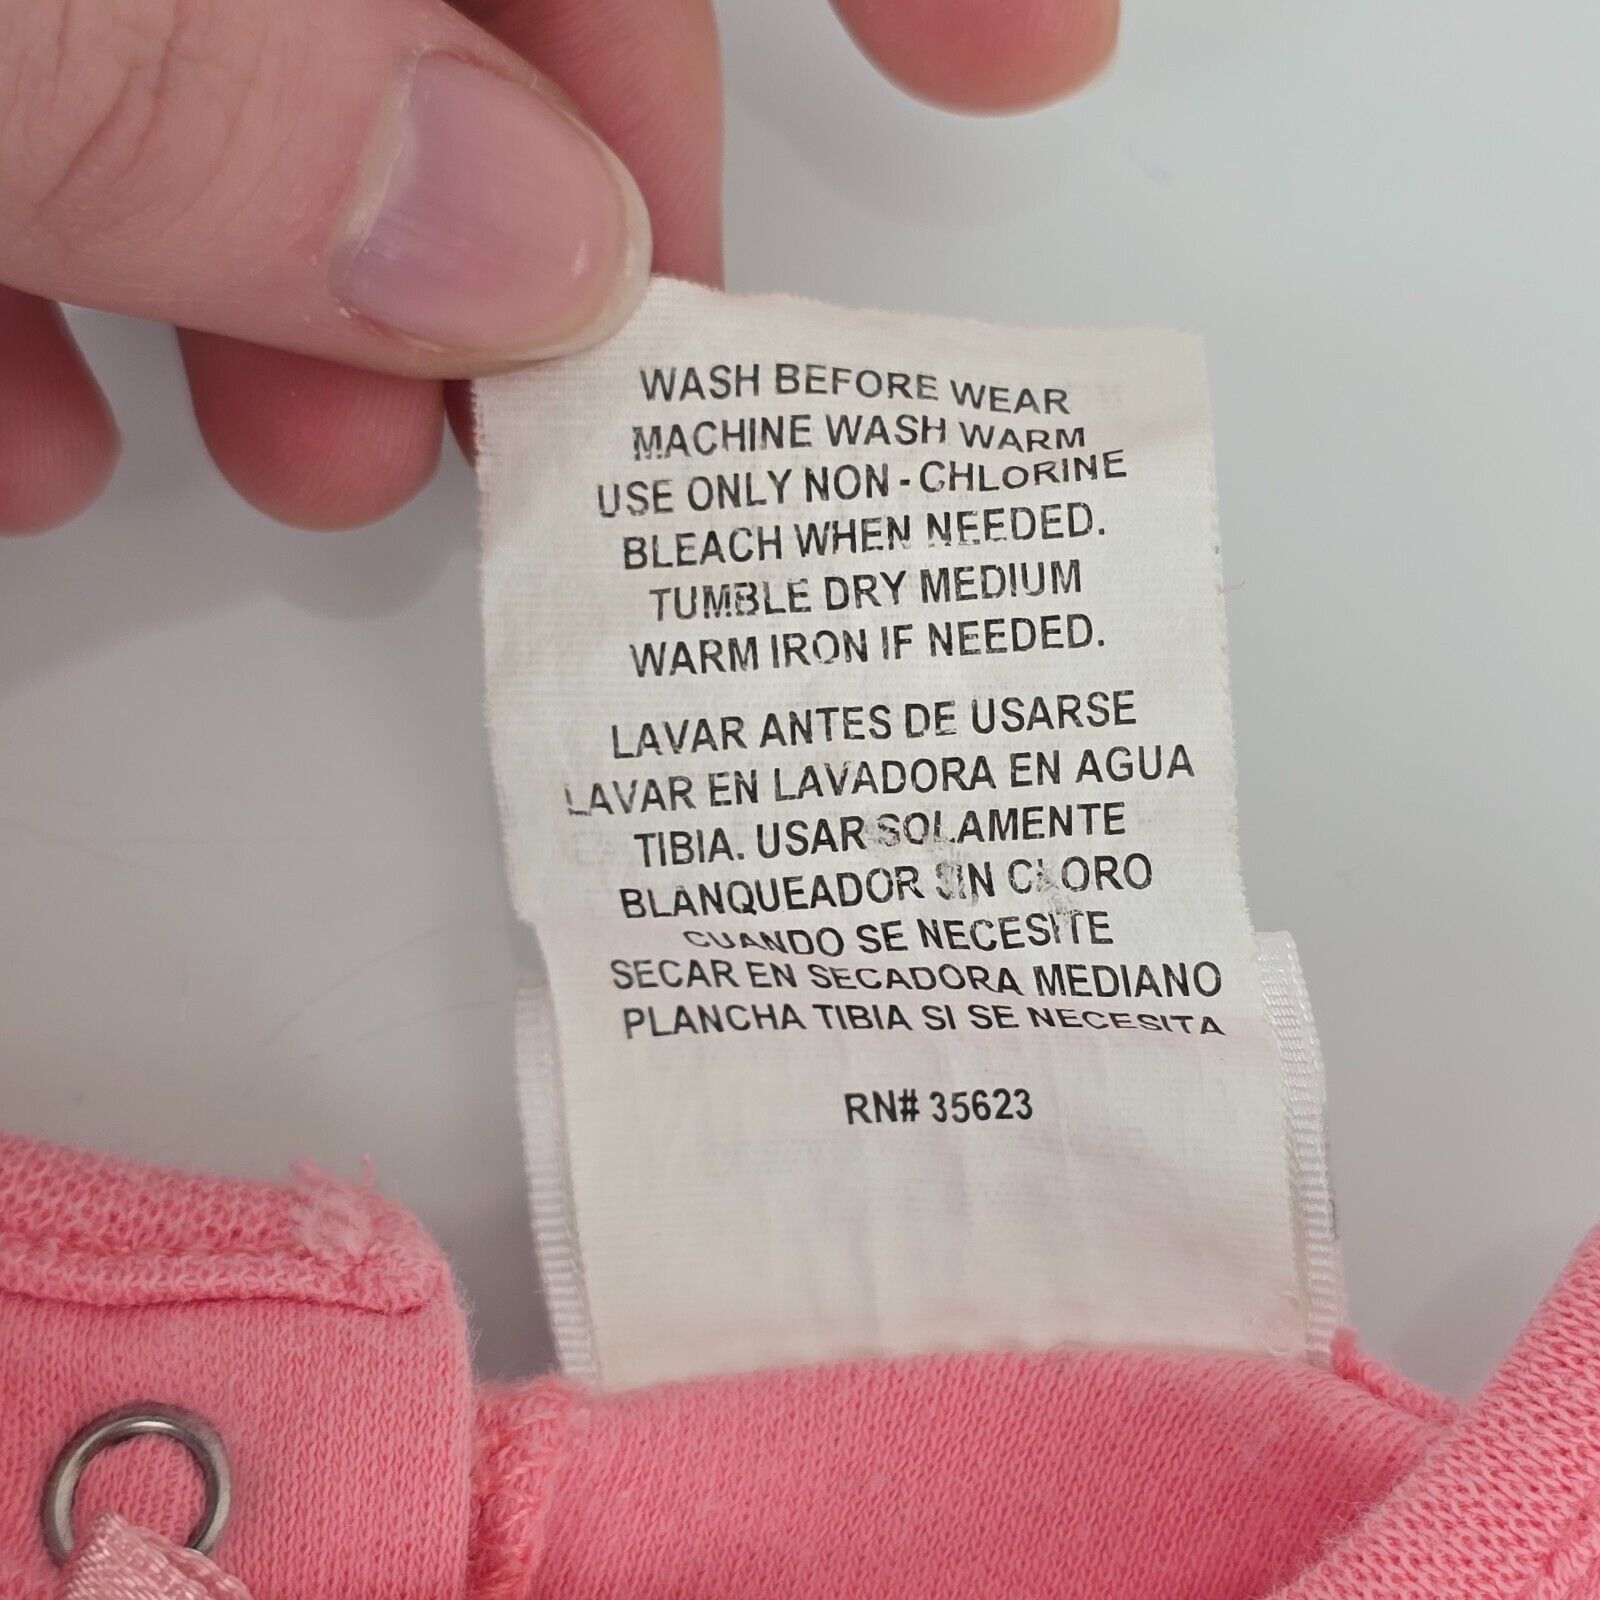 WASH BEFORE WEAR
MACHINE WASH WARM
USE ONLY NON - CHLORINE
BLEACH WHEN NEEDED.
TUMBLE DRY MEDIUM
WARM IRON IF NEEDED.
LAVAR ANTES DE USARSE
LAVAR EN LAVADORA EN AGUA
TIBIA. USAR SOLAMENTE
BLANQUEADOR SIN CLORO
CUANDO SE NECESITE
SECAR EN SECADORA MEDIANO
PLANCHA TIBIA SI SE NECESITA
RN# 35623